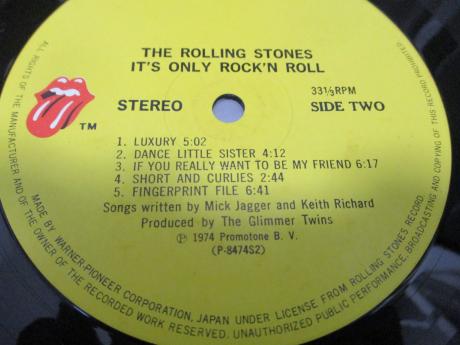 THE ROLLING STONES
IT'S ONLY ROCK'N ROLL
TM
STEREO
33⅓RPM
SIDE TWO
1. LUXURY 5:02
2. DANCE LITTLE SISTER 4:12
3. IF YOU REALLY WANT TO BE MY FRIEND 6:17
4. SHORT AND CURLIES 2:44
5. FINGERPRINT FILE 6:41
Songs written by Mick Jagger and Keith Richard
Produced by The Glimmer Twins
Ⓟ 1974 Promotone B. V.
(P-8474S2)
MADE BY WARNER-PIONEER CORPORATION, JAPAN UNDER LICENSE FROM ROLLING STONES RECORD.
ALL RIGHTS OF THE MANUFACTURER AND OF THE OWNER OF THE RECORDED WORK RESERVED. UNAUTHORIZED PUBLIC PERFORMANCE, BROADCASTING AND COPYING OF THIS RECORD PROHIBITED.